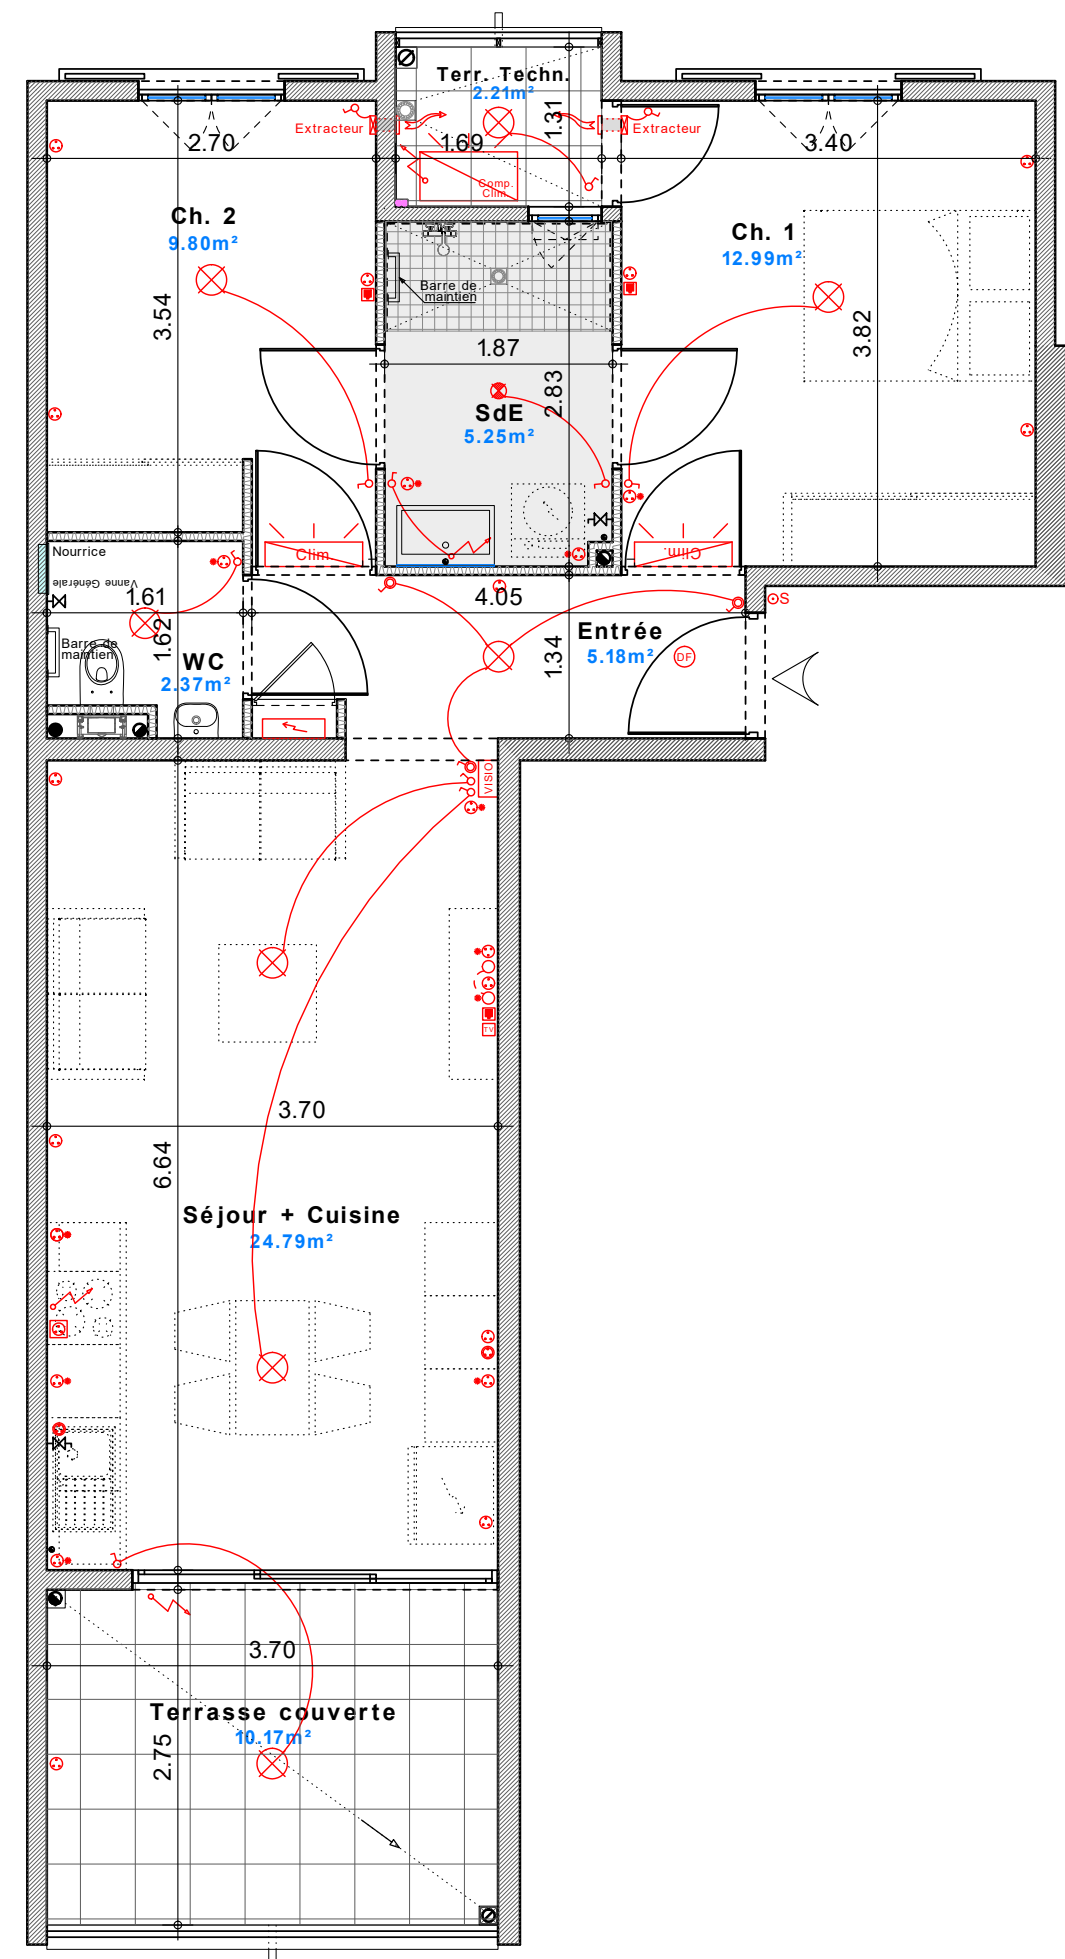 Terr. Techn.
2.21m²
1.31
1.69
Extracteur
Extracteur
Comp.
Clim.
2.70
3.40
Ch. 2
9.80m²
3.54
Ch. 1
12.99m²
3.82
Barre de
maintien
1.87
2.83
SdE
5.25m²
Clim.
Clim.
Nourrice
Vanne Générale
1.61
1.62
Barre de
maintien
WC
2.37m²
4.05
1.34
Entrée
5.18m²
DF
S
VISIO
TV
3.70
6.64
Séjour + Cuisine
24.79m²
3.70
Terrasse couverte
10.17m²
2.75